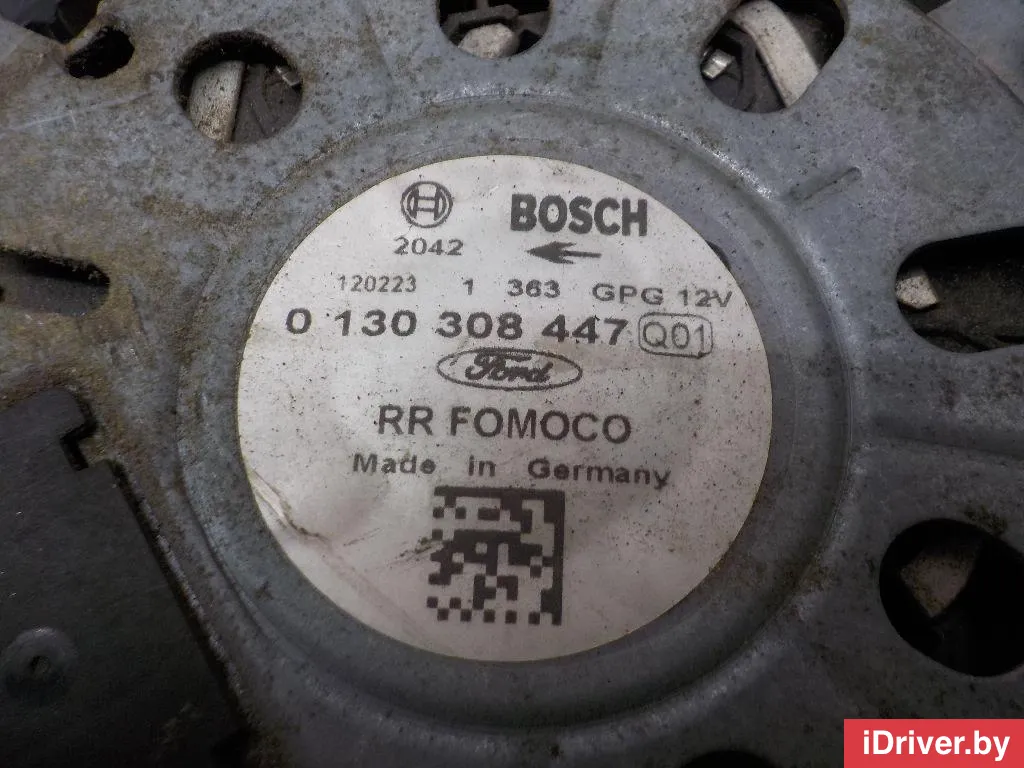 BOSCH
2042
120223 1 363 GPG 12V
0 130 308 447 Q01
Ford
RR FOMOCO
Made in Germany
iDriver.by